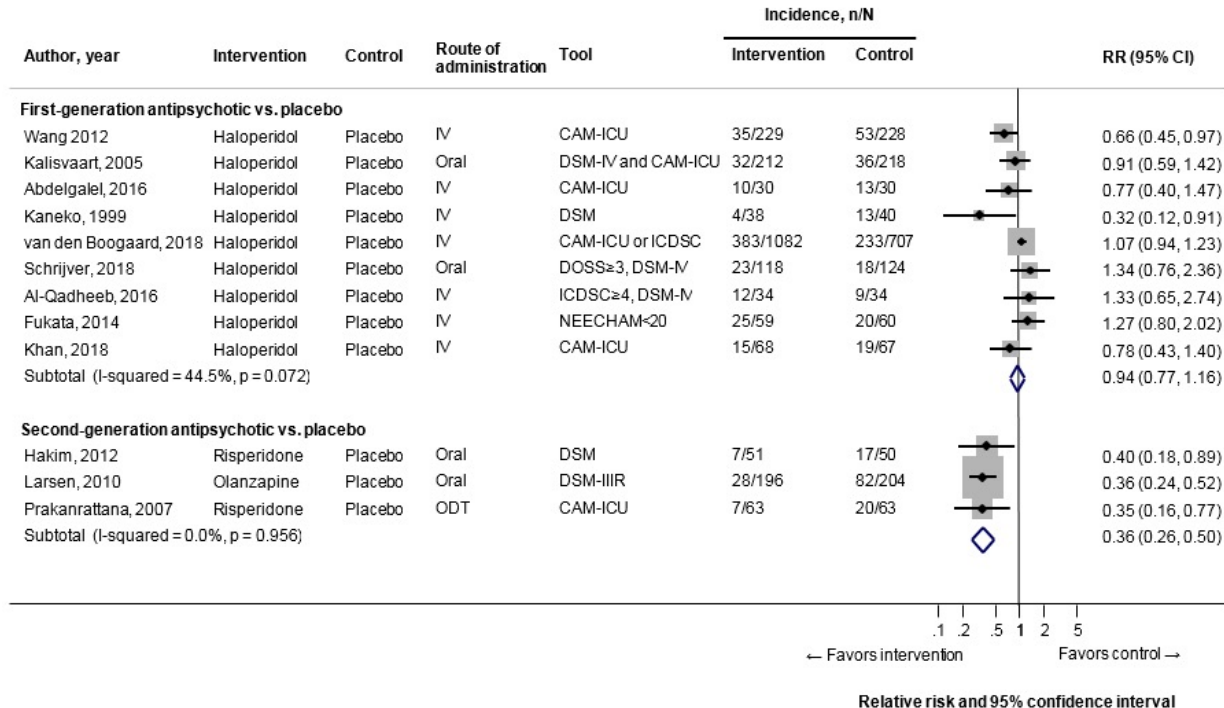 Incidence, n/N
Author, year Intervention Control Route of administration Tool Intervention Control RR (95% CI)
First-generation antipsychotic vs. placebo
Wang 2012 Haloperidol Placebo IV CAM-ICU 35/229 53/228 0.66 (0.45, 0.97)
Kalisvaart, 2005 Haloperidol Placebo Oral DSM-IV and CAM-ICU 32/212 36/218 0.91 (0.59, 1.42)
Abdelgalel, 2016 Haloperidol Placebo IV CAM-ICU 10/30 13/30 0.77 (0.40, 1.47)
Kaneko, 1999 Haloperidol Placebo IV DSM 4/38 13/40 0.32 (0.12, 0.91)
van den Boogaard, 2018 Haloperidol Placebo IV CAM-ICU or ICDSC 383/1082 233/707 1.07 (0.94, 1.23)
Schrijver, 2018 Haloperidol Placebo Oral DOSS≥3, DSM-IV 23/118 18/124 1.34 (0.76, 2.36)
Al-Qadheeb, 2016 Haloperidol Placebo IV ICDSC≥4, DSM-IV 12/34 9/34 1.33 (0.65, 2.74)
Fukata, 2014 Haloperidol Placebo IV NEECHAM<20 25/59 20/60 1.27 (0.80, 2.02)
Khan, 2018 Haloperidol Placebo IV CAM-ICU 15/68 19/67 0.78 (0.43, 1.40)
Subtotal (I-squared = 44.5%, p = 0.072) 0.94 (0.77, 1.16)
Second-generation antipsychotic vs. placebo
Hakim, 2012 Risperidone Placebo Oral DSM 7/51 17/50 0.40 (0.18, 0.89)
Larsen, 2010 Olanzapine Placebo Oral DSM-IIIR 28/196 82/204 0.36 (0.24, 0.52)
Prakanrattana, 2007 Risperidone Placebo ODT CAM-ICU 7/63 20/63 0.35 (0.16, 0.77)
Subtotal (I-squared = 0.0%, p = 0.956) 0.36 (0.26, 0.50)
.1 .2 .5 1 2 5
← Favors intervention Favors control →
Relative risk and 95% confidence interval